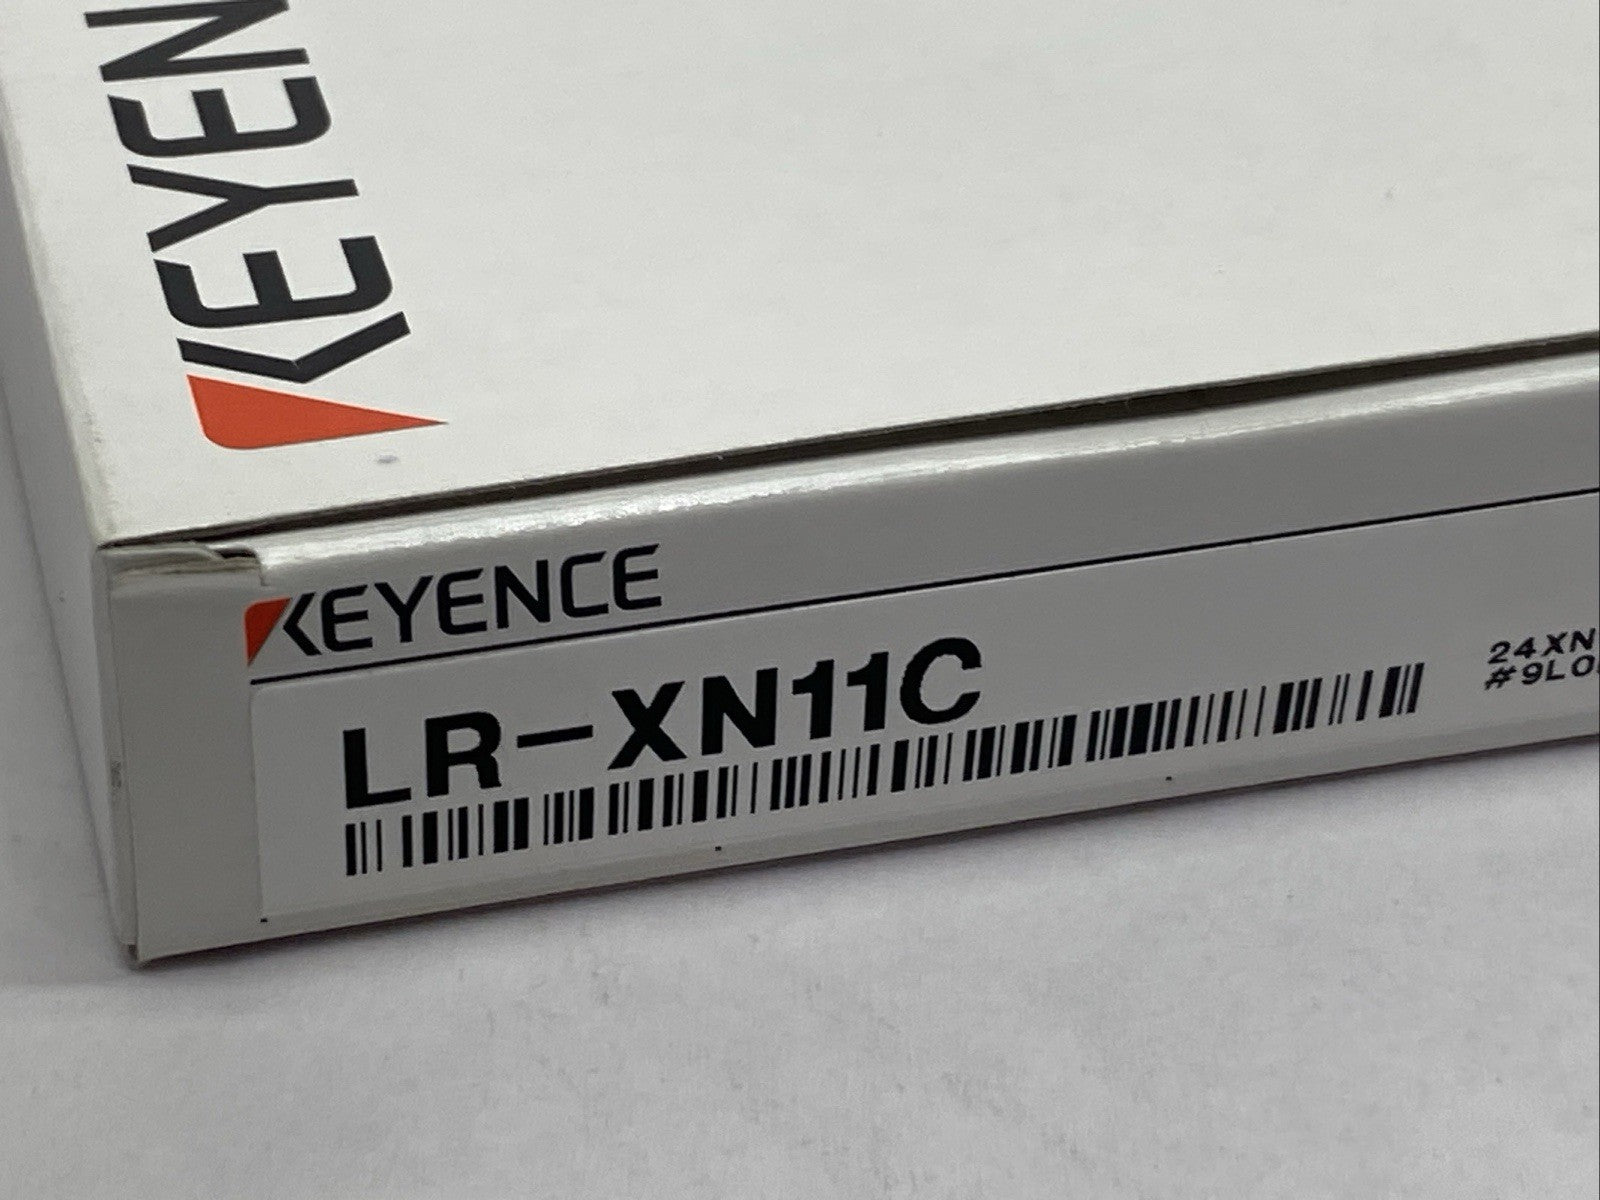 KEYEN
KEYENCE
LR-XN11C
24XN
#9L0